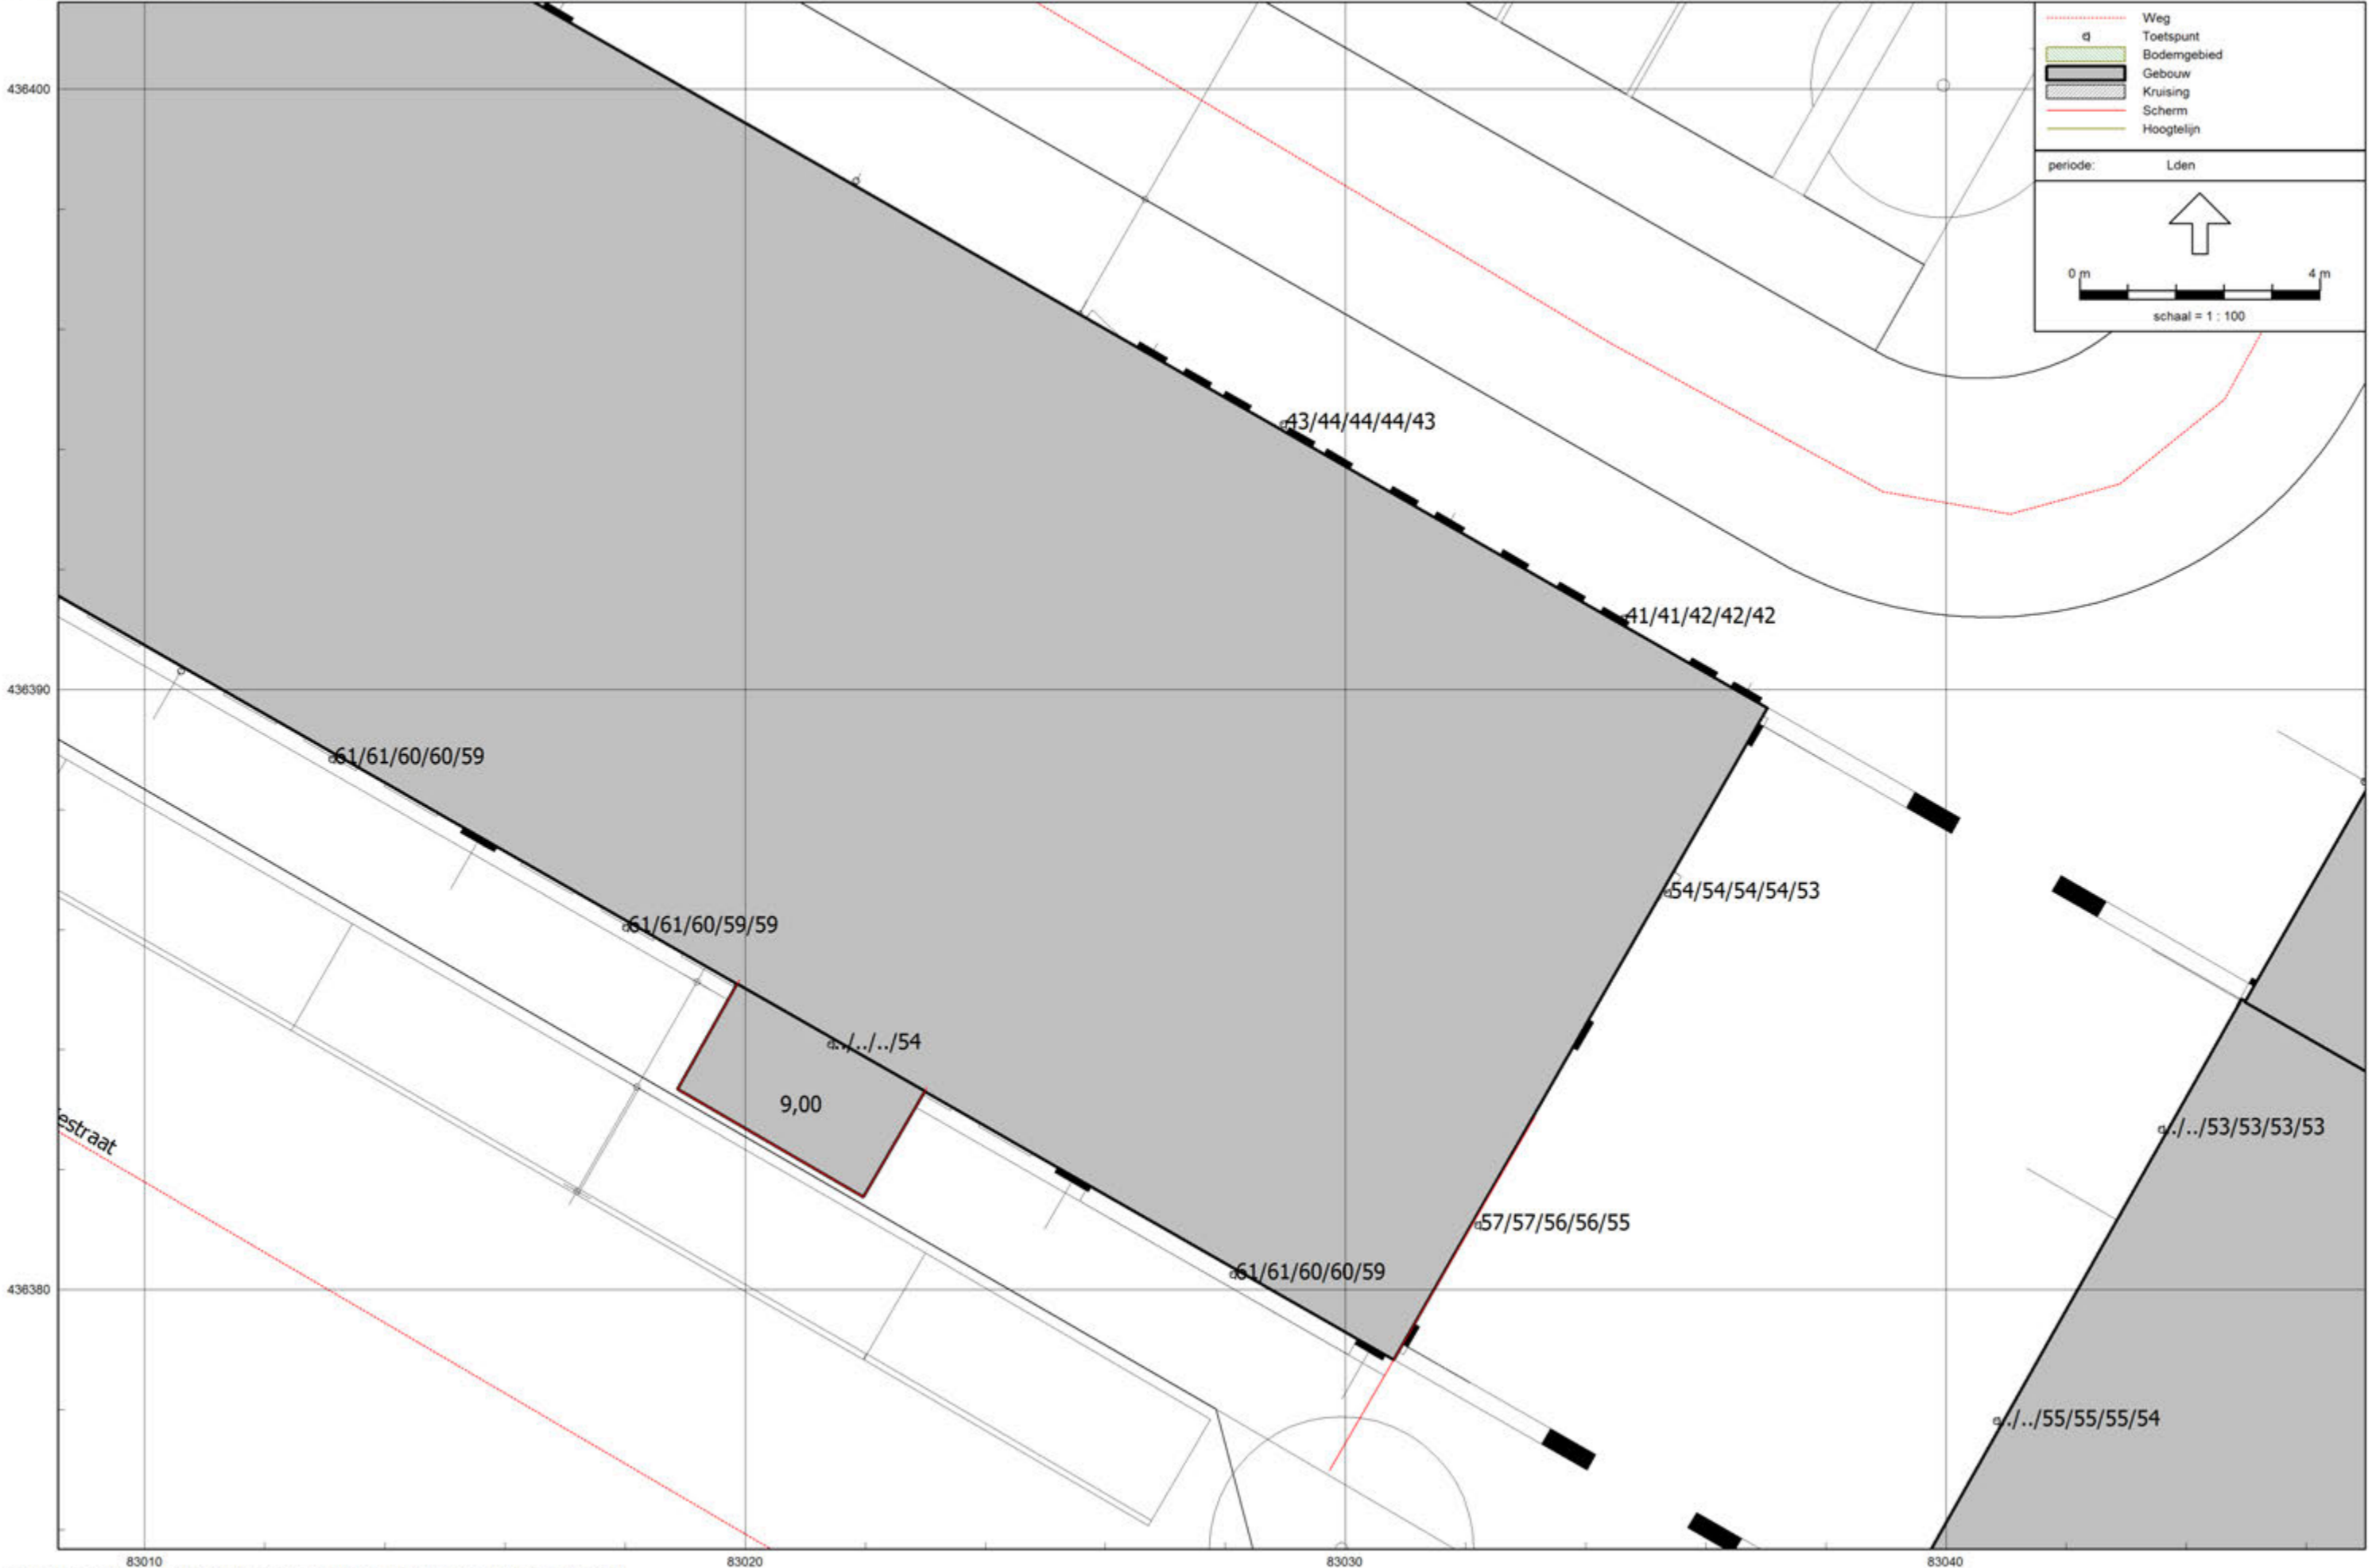 Weg
Toetspunt
Bodemgebied
Gebouw
Kruising
Scherm
Hoogtelijn
periode: Lden
0 m 4 m
schaal = 1 : 100
436400
43/44/44/44/43
41/41/42/42/42
436390
61/61/60/60/59
54/54/54/54/53
61/61/60/59/59
../../../54
9,00
estraat
../../53/53/53/53
57/57/56/56/55
61/61/60/60/59
436380
../../55/55/55/54
83010 83020 83030 83040